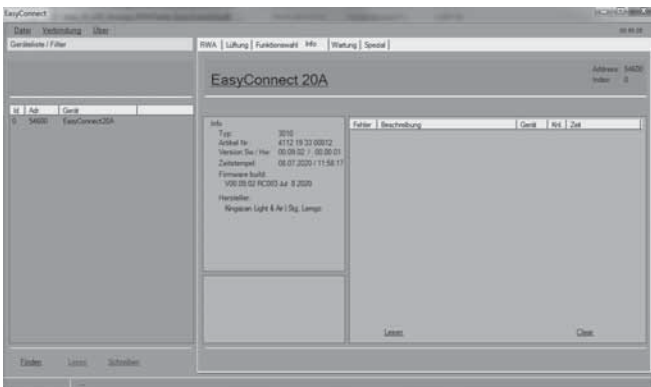 EasyConnect
Datei Verbindung Über
Geräteliste / Filter
RWA Lüftung Funktionswahl Info Wartung Spezial
EasyConnect 20A
Address: 54600
Index: 0
Id Adr. Gerät
0 54600 EasyConnect20A
Info
Typ: 3010
Artikel Nr. 4112 19 33 00012
Version Sw / Hw: 00.09.02 / 00.00.01
Zeitstempel: 08.07.2020 / 11:58:17
Firmware build:
V00.09.02 RC003 Jul 8 2020
Hersteller:
Kingspan Light & Air
Fehler Beschreibung Gerät Knl. Zeit
Lesen Clear
Finden Lesen Schreiben